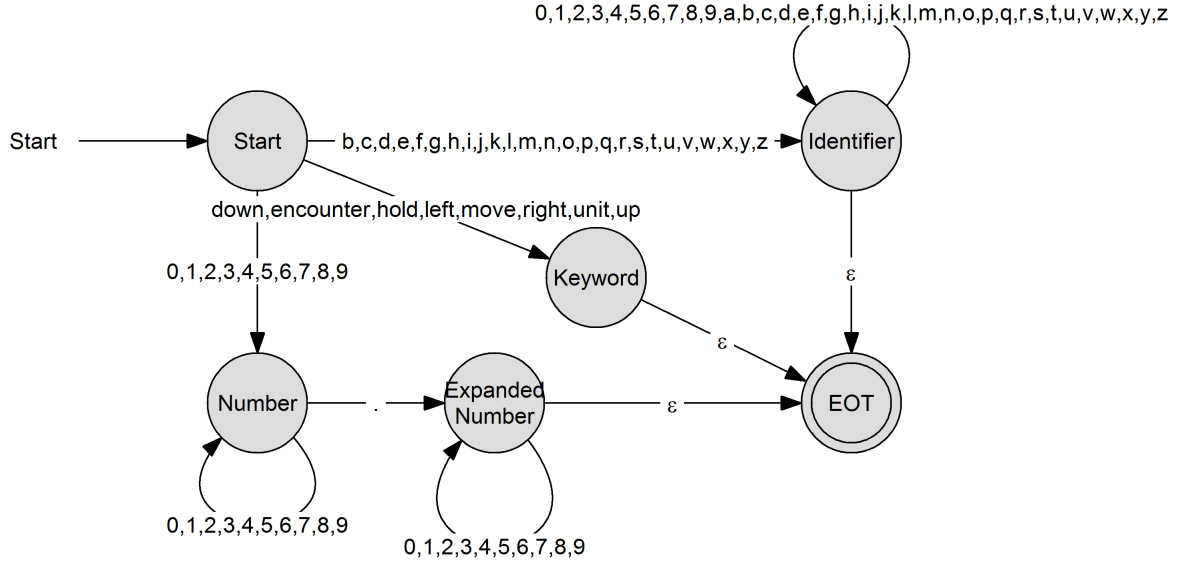 0,1,2,3,4,5,6,7,8,9,a,b,c,d,e,f,g,h,i,j,k,l,m,n,o,p,q,r,s,t,u,v,w,x,y,z
Start
Start
b,c,d,e,f,g,h,i,j,k,l,m,n,o,p,q,r,s,t,u,v,w,x,y,z
Identifier
down,encounter,hold,left,move,right,unit,up
0,1,2,3,4,5,6,7,8,9
Keyword
ε
ε
Number
.
Expanded
Number
ε
EOT
0,1,2,3,4,5,6,7,8,9
0,1,2,3,4,5,6,7,8,9